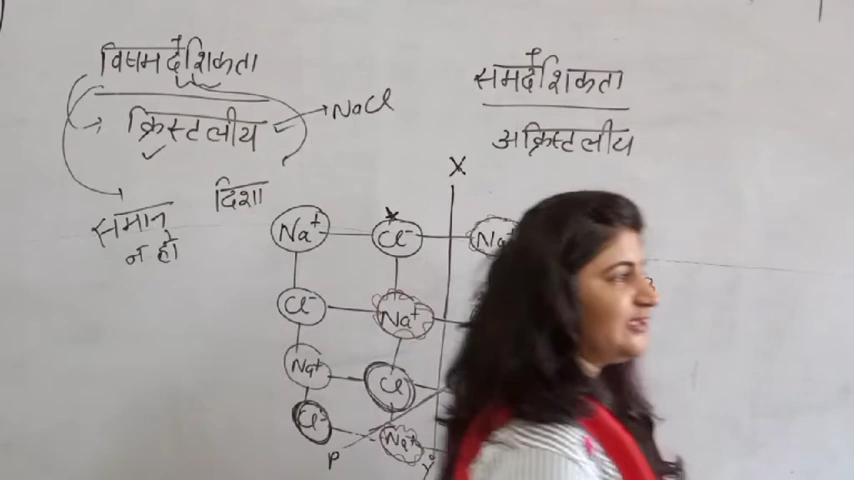 विषमदैशिकता
क्रिस्टलीय → NaCl
समान
न हो
दिशा
समदैशिकता
अक्रिस्टलीय
X
Na⁺ Cl⁻ Na⁺
Cl⁻ Na⁺
Na⁺ Cl
Cl⁻ Na⁺
P Y